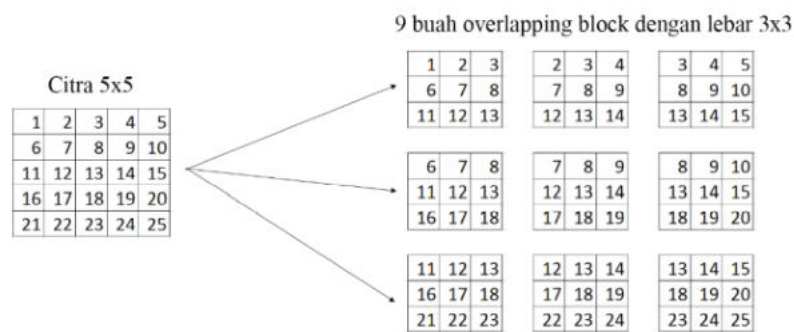 9 buah overlapping block dengan lebar 3x3
1 2 3
6 7 8
11 12 13
2 3 4
7 8 9
12 13 14
3 4 5
8 9 10
13 14 15
Citra 5x5
1 2 3 4 5
6 7 8 9 10
11 12 13 14 15
16 17 18 19 20
21 22 23 24 25
6 7 8
11 12 13
16 17 18
7 8 9
12 13 14
17 18 19
8 9 10
13 14 15
18 19 20
11 12 13
16 17 18
21 22 23
12 13 14
17 18 19
22 23 24
13 14 15
18 19 20
23 24 25